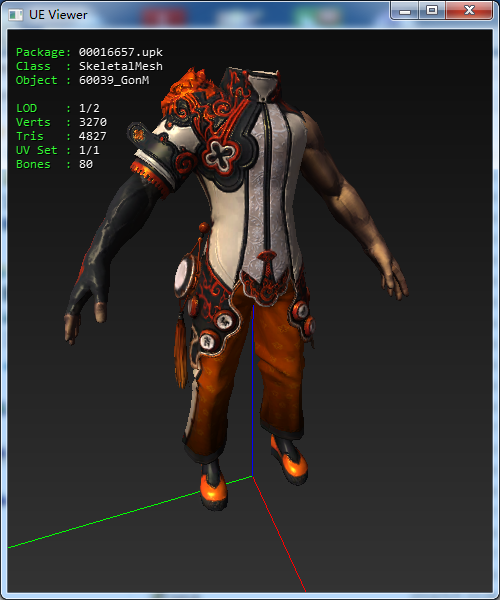 UE Viewer
Package: 00016657.upk
Class : SkeletalMesh
Object : 60039_GonM
LOD : 1/2
Verts : 3270
Tris : 4827
UV Set : 1/1
Bones : 80